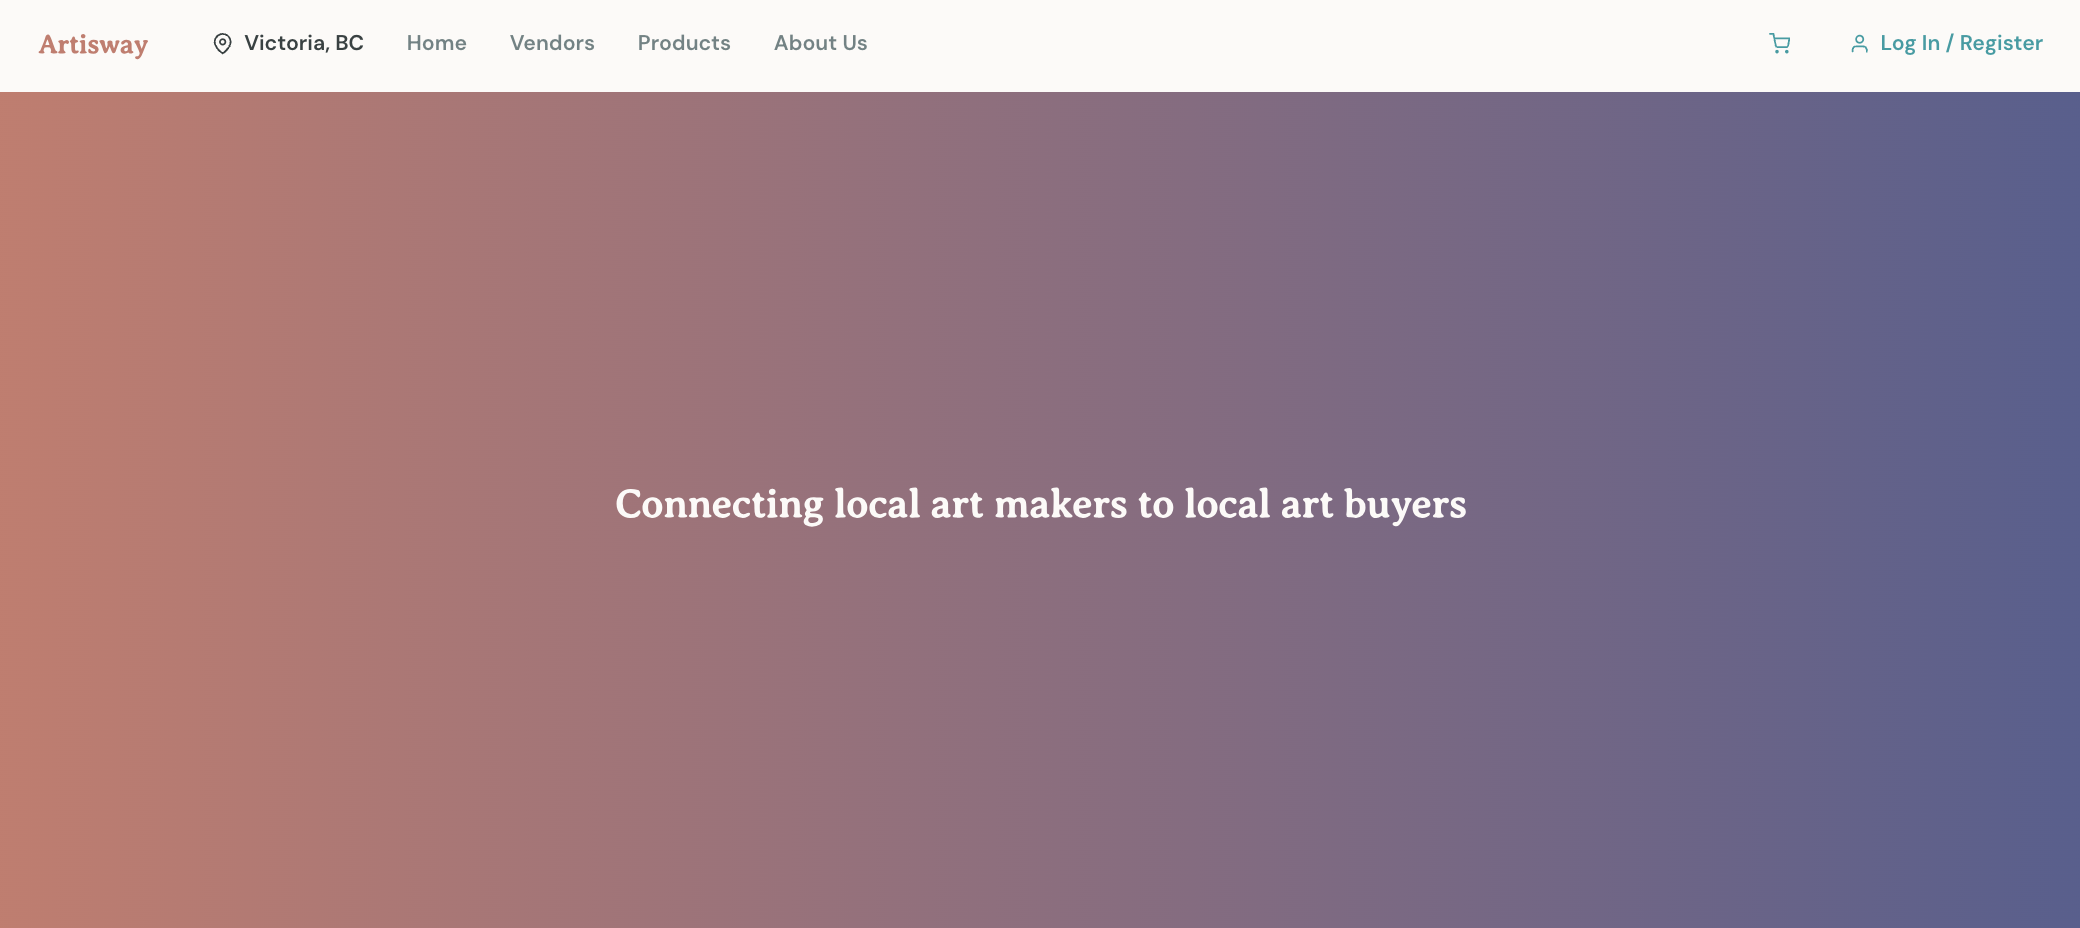 Artisway
Victoria, BC
Home
Vendors
Products
About Us
Log In / Register
Connecting local art makers to local art buyers